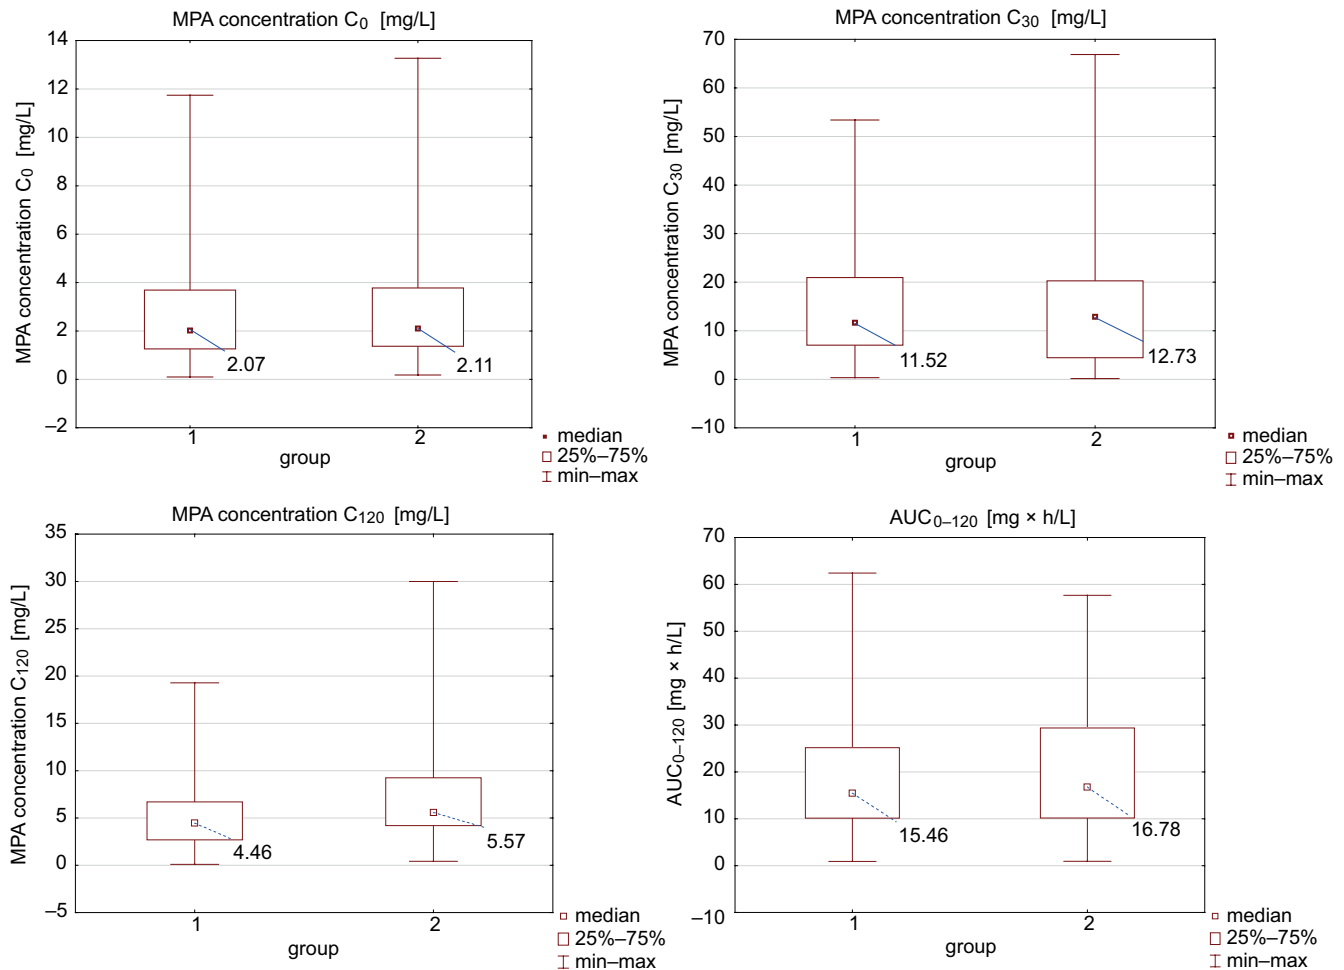 MPA concentration C0 [mg/L]
MPA concentration C0 [mg/L]
14
12
10
8
6
4
2
0
–2
2.07
2.11
1
2
group
median
25%–75%
min–max
MPA concentration C30 [mg/L]
MPA concentration C30 [mg/L]
70
60
50
40
30
20
10
0
–10
11.52
12.73
1
2
group
median
25%–75%
min–max
MPA concentration C120 [mg/L]
MPA concentration C120 [mg/L]
35
30
25
20
15
10
5
0
–5
4.46
5.57
1
2
group
median
25%–75%
min–max
AUC0–120 [mg × h/L]
AUC0–120 [mg × h/L]
70
60
50
40
30
20
10
0
–10
15.46
16.78
1
2
group
median
25%–75%
min–max